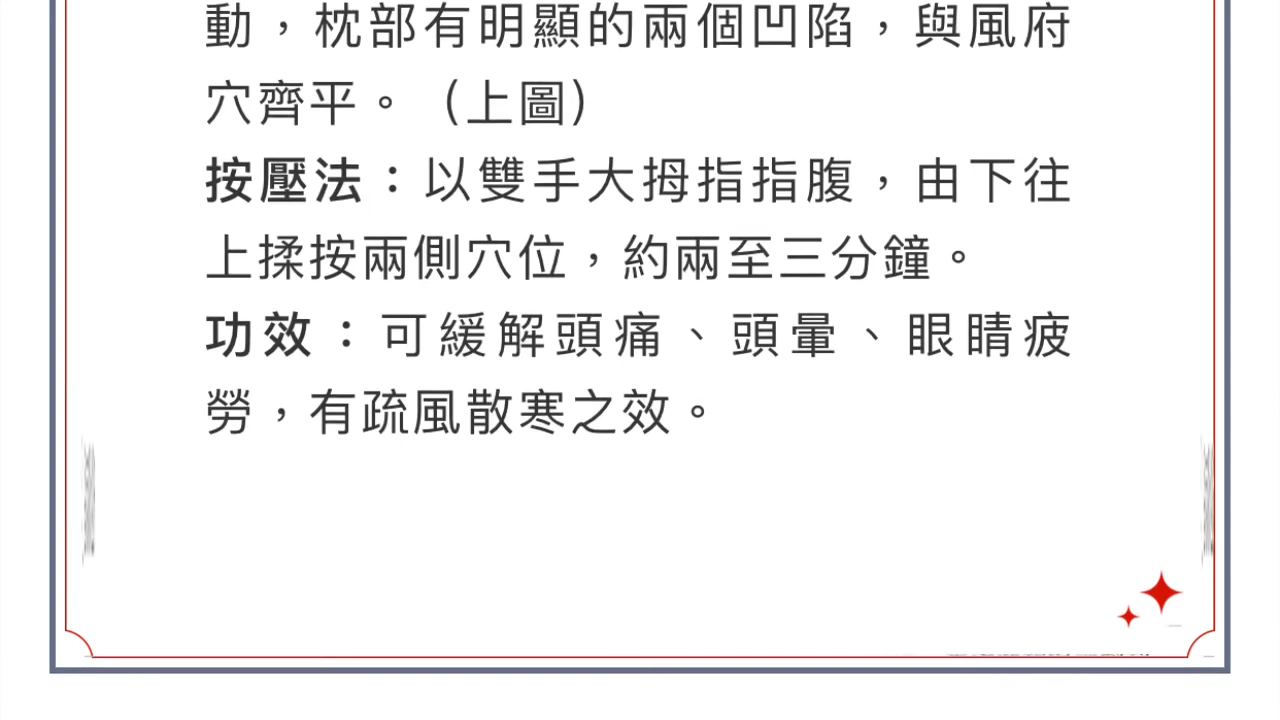 動，枕部有明顯的兩個凹陷，與風府
穴齊平。（上圖）
按壓法：以雙手大拇指指腹，由下往
上揉按兩側穴位，約兩至三分鐘。
功效：可緩解頭痛、頭暈、眼睛疲
勞，有疏風散寒之效。